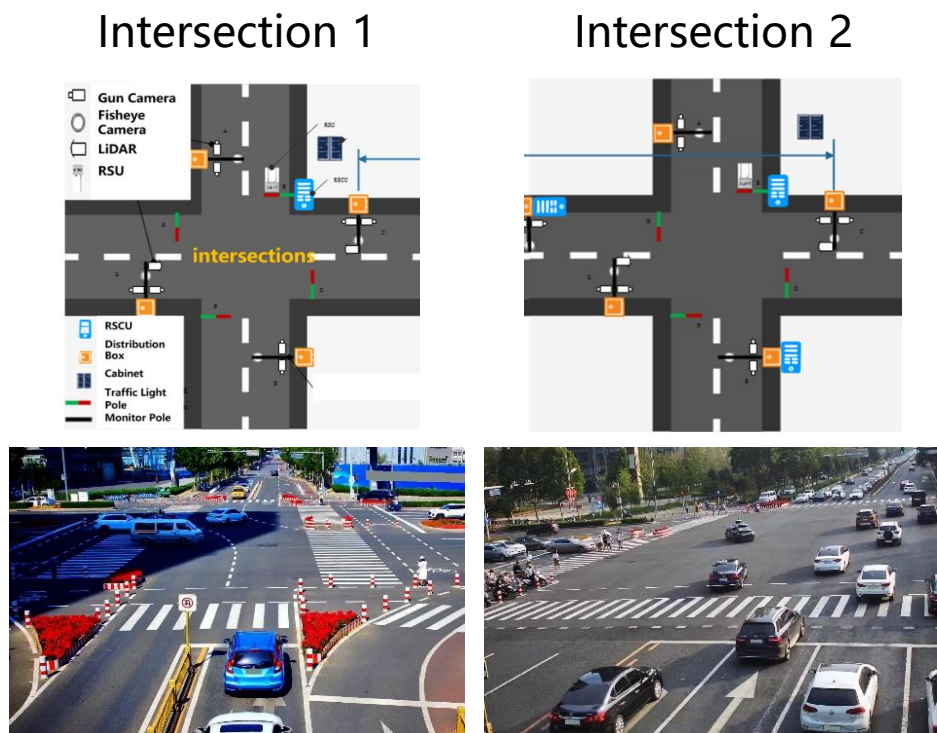 Intersection 1
Intersection 2
Gun Camera
Fisheye
Camera
LiDAR
RSU
RSU
RSCU
A
B
C
intersections
G
D
F
E
RSCU
Distribution
Box
Cabinet
Traffic Light
Pole
Monitor Pole